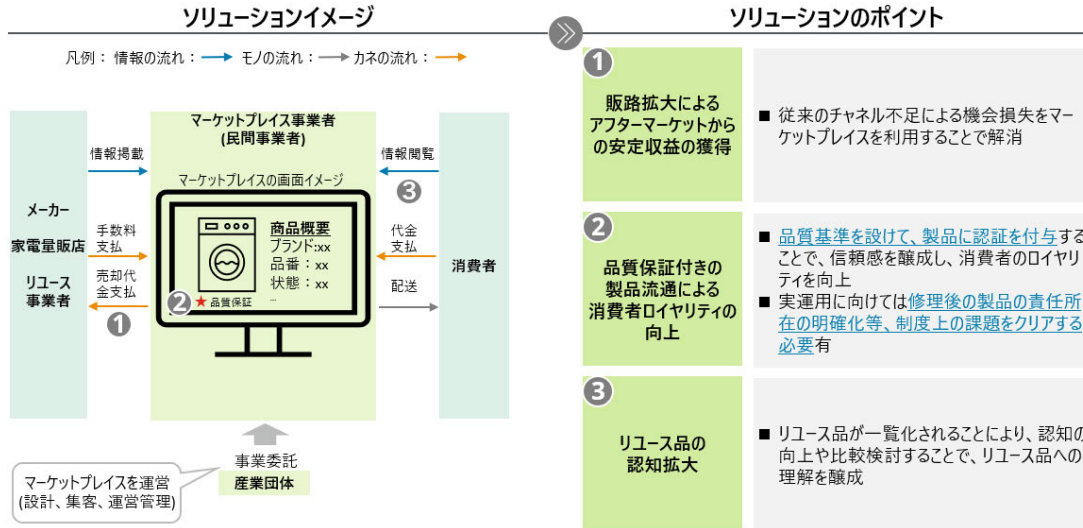 ソリューションイメージ
凡例： 情報の流れ： モノの流れ： カネの流れ：
マーケットプレイス事業者
(民間事業者)
情報掲載
情報閲覧
マーケットプレイスの画面イメージ
3
メーカー
家電量販店
リユース
事業者
手数料
支払
売却代
金支払
1
商品概要
ブランド:xx
品番：xx
状態：xx
...
2
★ 品質保証
代金
支払
配送
消費者
事業委託
産業団体
マーケットプレイスを運営
(設計、集客、運営管理)
ソリューションのポイント
1
販路拡大による
アフターマーケットから
の安定収益の獲得
■ 従来のチャネル不足による機会損失をマー
ケットプレイスを利用することで解消
2
品質保証付きの
製品流通による
消費者ロイヤリティの
向上
■ 品質基準を設けて、製品に認証を付与する
ことで、信頼感を醸成し、消費者のロイヤリ
ティを向上
■ 実運用に向けては修理後の製品の責任所
在の明確化等、制度上の課題をクリアする
必要有
3
リユース品の
認知拡大
■ リユース品が一覧化されることにより、認知の
向上や比較検討することで、リユース品への
理解を醸成